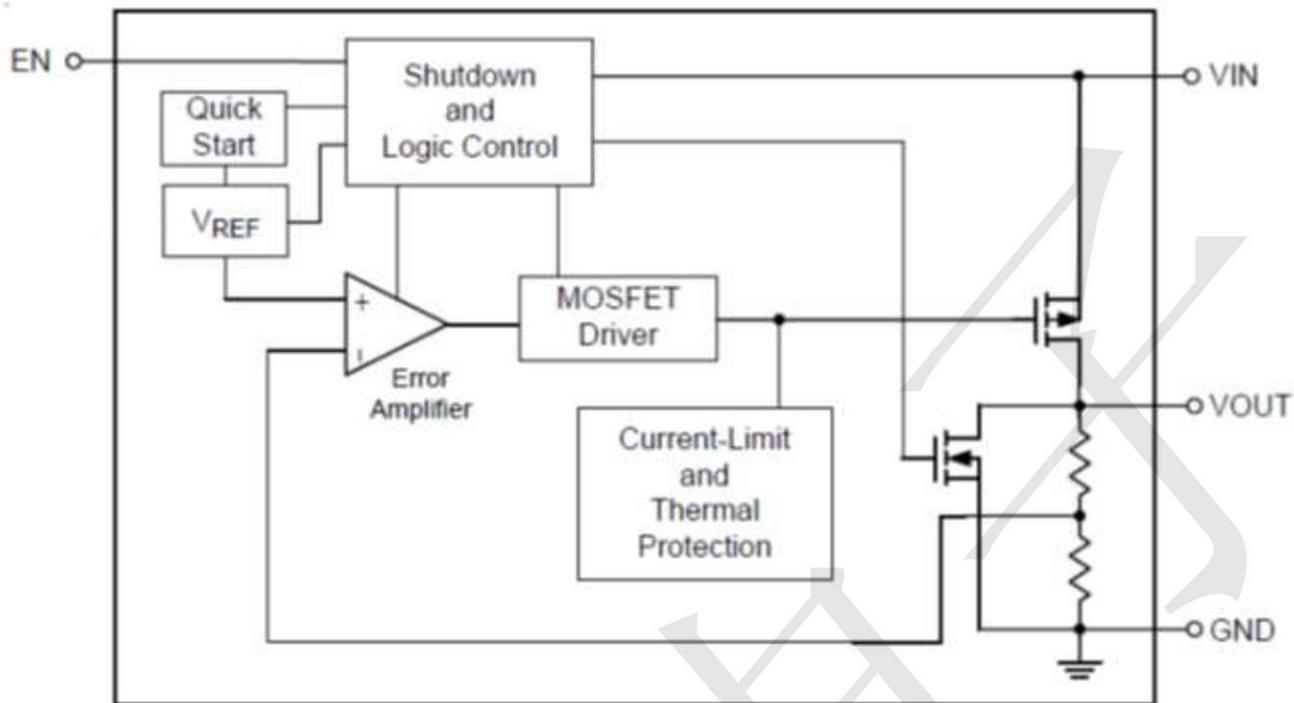 EN
Shutdown
and
Logic Control
VIN
Quick
Start
VREF
+
MOSFET
Driver
Error
Amplifier
VOUT
Current-Limit
and
Thermal
Protection
GND